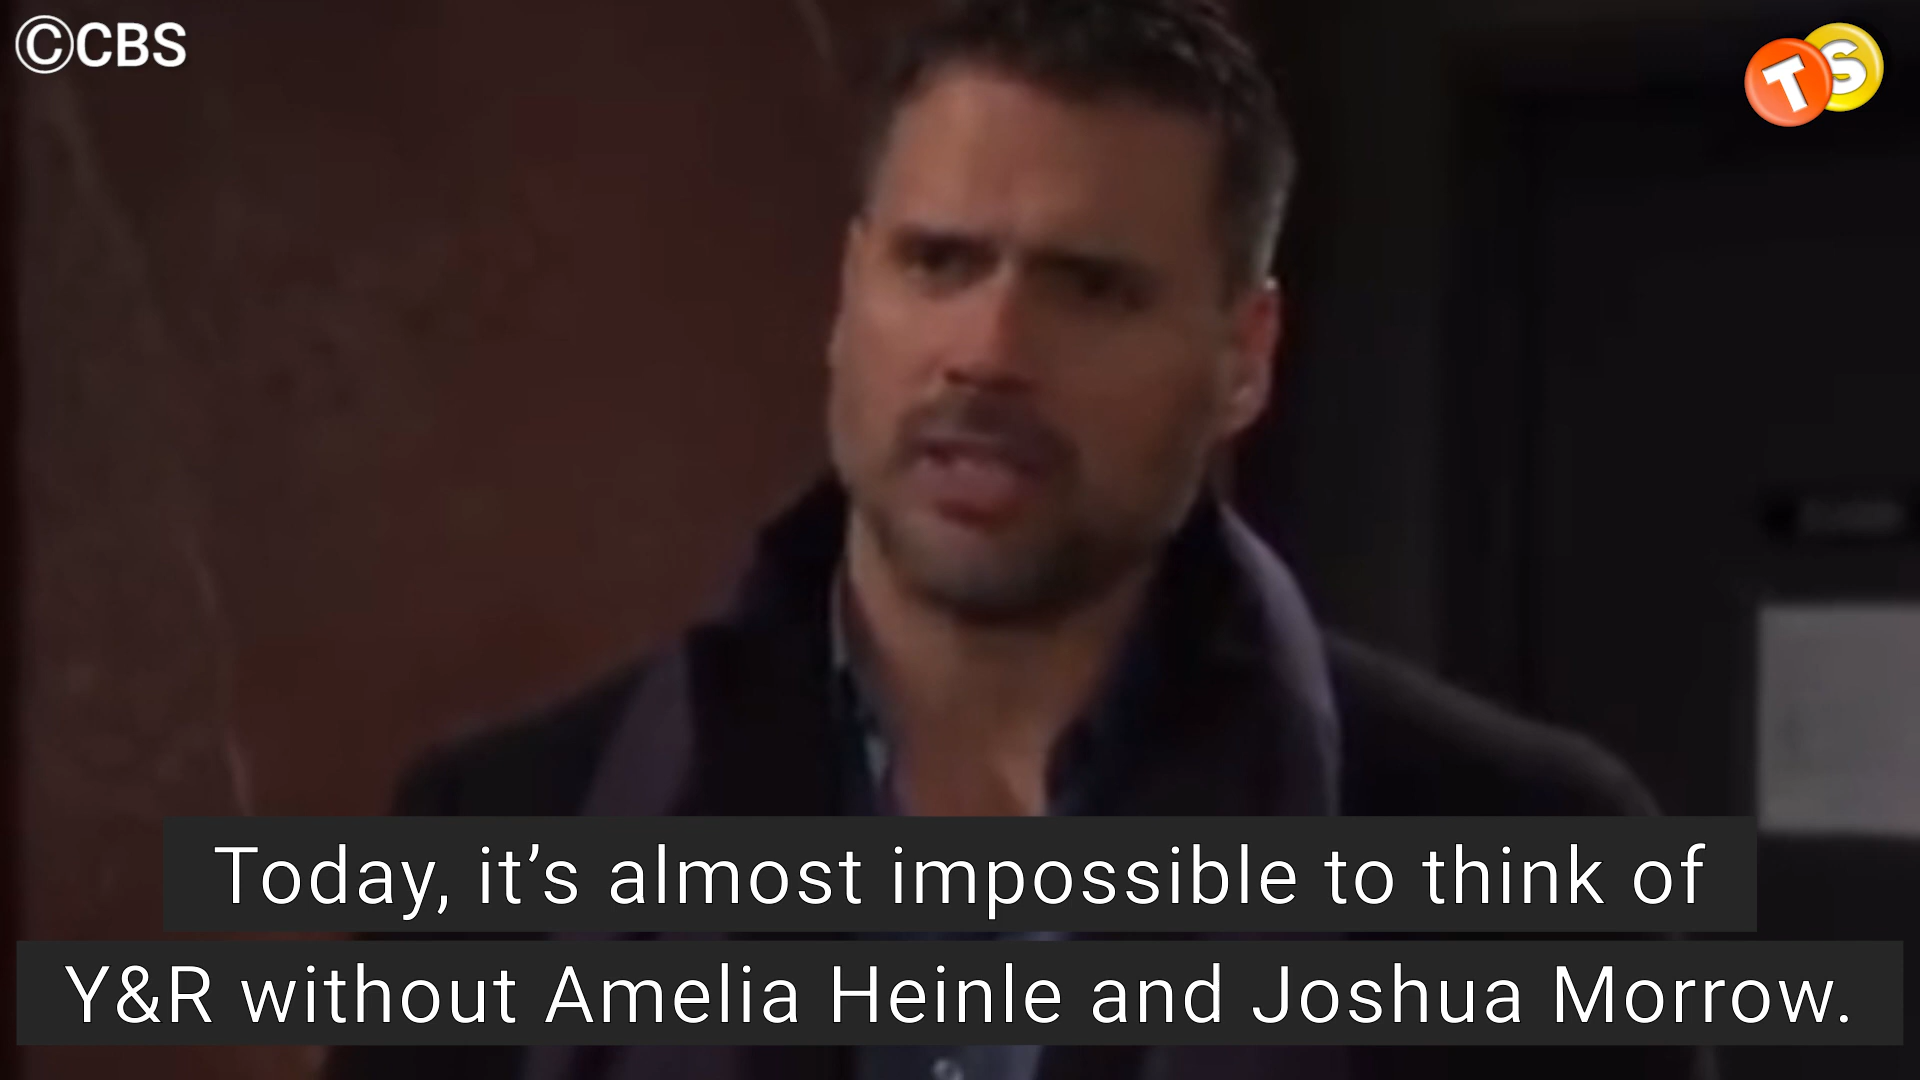 ©CBS
TS
Today, it’s almost impossible to think of
Y&R without Amelia Heinle and Joshua Morrow.